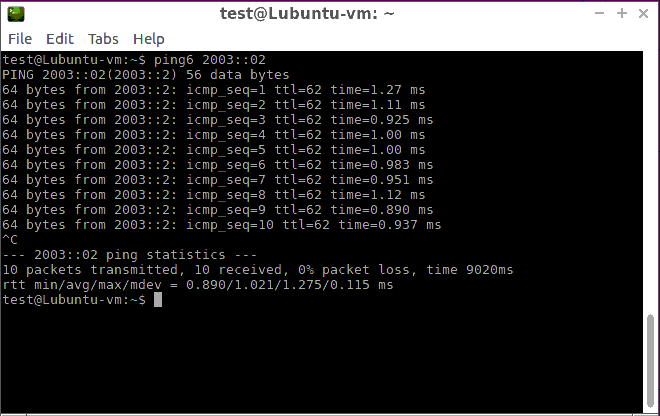 test@Lubuntu-vm: ~
File Edit Tabs Help
test@Lubuntu-vm:~$ ping6 2003::02
PING 2003::02(2003::2) 56 data bytes
64 bytes from 2003::2: icmp_seq=1 ttl=62 time=1.27 ms
64 bytes from 2003::2: icmp_seq=2 ttl=62 time=1.11 ms
64 bytes from 2003::2: icmp_seq=3 ttl=62 time=0.925 ms
64 bytes from 2003::2: icmp_seq=4 ttl=62 time=1.00 ms
64 bytes from 2003::2: icmp_seq=5 ttl=62 time=1.00 ms
64 bytes from 2003::2: icmp_seq=6 ttl=62 time=0.983 ms
64 bytes from 2003::2: icmp_seq=7 ttl=62 time=0.951 ms
64 bytes from 2003::2: icmp_seq=8 ttl=62 time=1.12 ms
64 bytes from 2003::2: icmp_seq=9 ttl=62 time=0.890 ms
64 bytes from 2003::2: icmp_seq=10 ttl=62 time=0.937 ms
^C
--- 2003::02 ping statistics ---
10 packets transmitted, 10 received, 0% packet loss, time 9020ms
rtt min/avg/max/mdev = 0.890/1.021/1.275/0.115 ms
test@Lubuntu-vm:~$